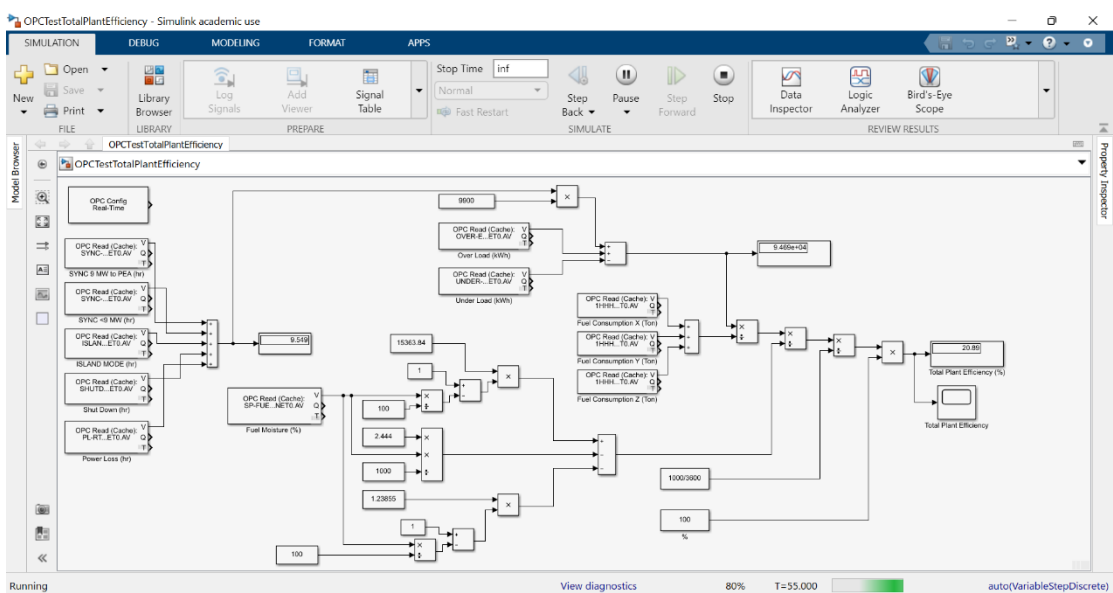 OPCTestTotalPlantEfficiency - Simulink academic use
SIMULATION DEBUG MODELING FORMAT APPS
New
Open
Save
Print
FILE
Library
Browser
LIBRARY
Log
Signals
Add
Viewer
Signal
Table
PREPARE
Stop Time inf
Normal
Fast Restart
Step
Back
Pause
Step
Forward
Stop
SIMULATE
Data
Inspector
Logic
Analyzer
Bird's-Eye
Scope
REVIEW RESULTS
Model Browser
Property Inspector
OPCTestTotalPlantEfficiency
OPCTestTotalPlantEfficiency
OPC Config
Real-Time
OPC Read (Cache): V
SYNC-...ET0.AV Q
T
SYNC 9 MW to PEA (hr)
OPC Read (Cache): V
SYNC-...ET0.AV Q
T
SYNC <9 MW (hr)
OPC Read (Cache): V
ISLAN...ET0.AV Q
T
ISLAND MODE (hr)
OPC Read (Cache): V
SHUTD...ET0.AV Q
T
Shut Down (hr)
OPC Read (Cache): V
PL-RT...ET0.AV Q
T
Power Loss (hr)
9.549
OPC Read (Cache): V
SP-FUE...NET0.AV Q
T
Fuel Moisture (%)
9900
OPC Read (Cache): V
OVER-E...ET0.AV Q
T
Over Load (kWh)
OPC Read (Cache): V
UNDER-...ET0.AV Q
T
Under Load (kWh)
9.469e+04
15363.84
1
100
2.444
1000
1.23855
1
100
OPC Read (Cache): V
1HHH...T0.AV Q
T
Fuel Consumption X (Ton)
OPC Read (Cache): V
1HHH...T0.AV Q
T
Fuel Consumption Y (Ton)
OPC Read (Cache): V
1HHH...T0.AV Q
T
Fuel Consumption Z (Ton)
1000/3600
100
%
20.89
Total Plant Efficiency (%)
Total Plant Efficiency
Running
View diagnostics
80%
T=55.000
auto(VariableStepDiscrete)